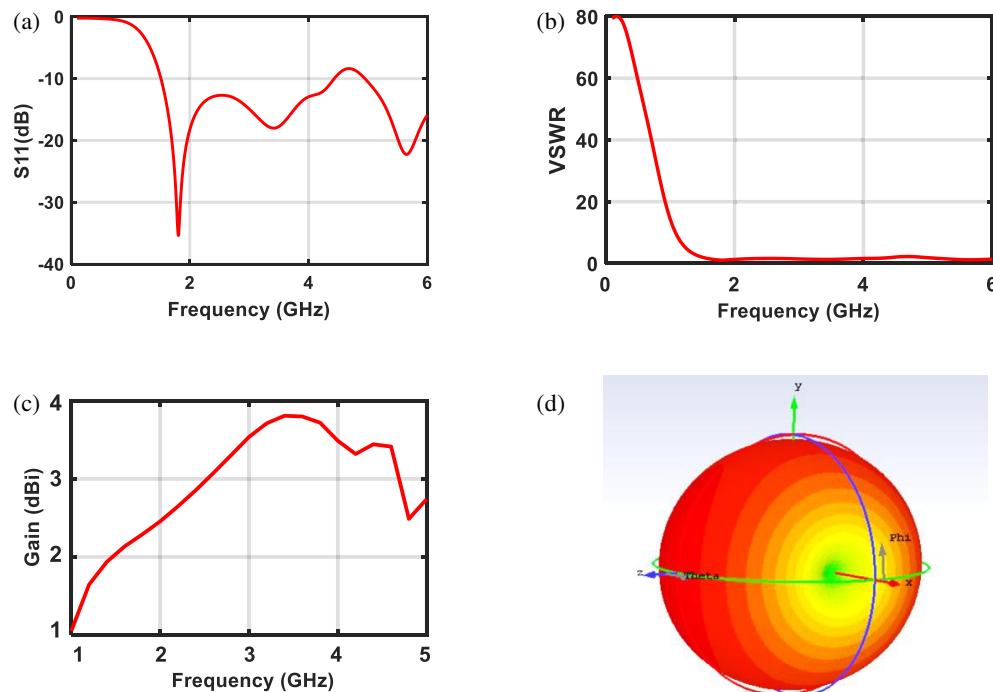 (a)
0
-10
-20
-30
-40
S11(dB)
0 2 4 6
Frequency (GHz)
(b)
80
60
40
20
0
VSWR
0 2 4 6
Frequency (GHz)
(c)
4
3
2
1
Gain (dBi)
1 2 3 4 5
Frequency (GHz)
(d)
y
Phi
z
Theta
x